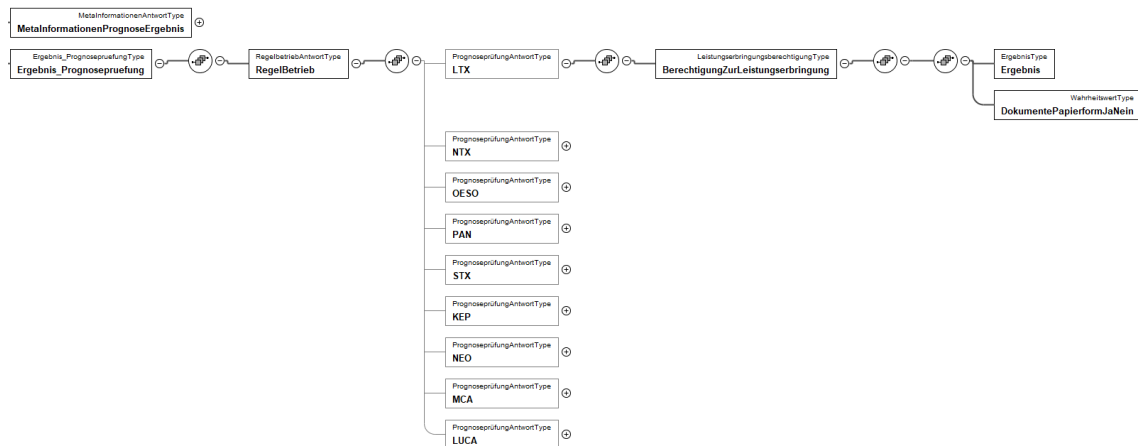 MetaInformationenAntwortType
MetaInformationenPrognoseErgebnis
Ergebnis_PrognosepruefungType
Ergebnis_Prognosepruefung
RegelbetriebAntwortType
RegelBetrieb
PrognoseprüfungAntwortType
LTX
LeistungserbringungsberechtigungType
BerechtigungZurLeistungserbringung
ErgebnisType
Ergebnis
WahrheitswertType
DokumentePapierformJaNein
PrognoseprüfungAntwortType
NTX
PrognoseprüfungAntwortType
OESO
PrognoseprüfungAntwortType
PAN
PrognoseprüfungAntwortType
STX
PrognoseprüfungAntwortType
KEP
PrognoseprüfungAntwortType
NEO
PrognoseprüfungAntwortType
MCA
PrognoseprüfungAntwortType
LUCA